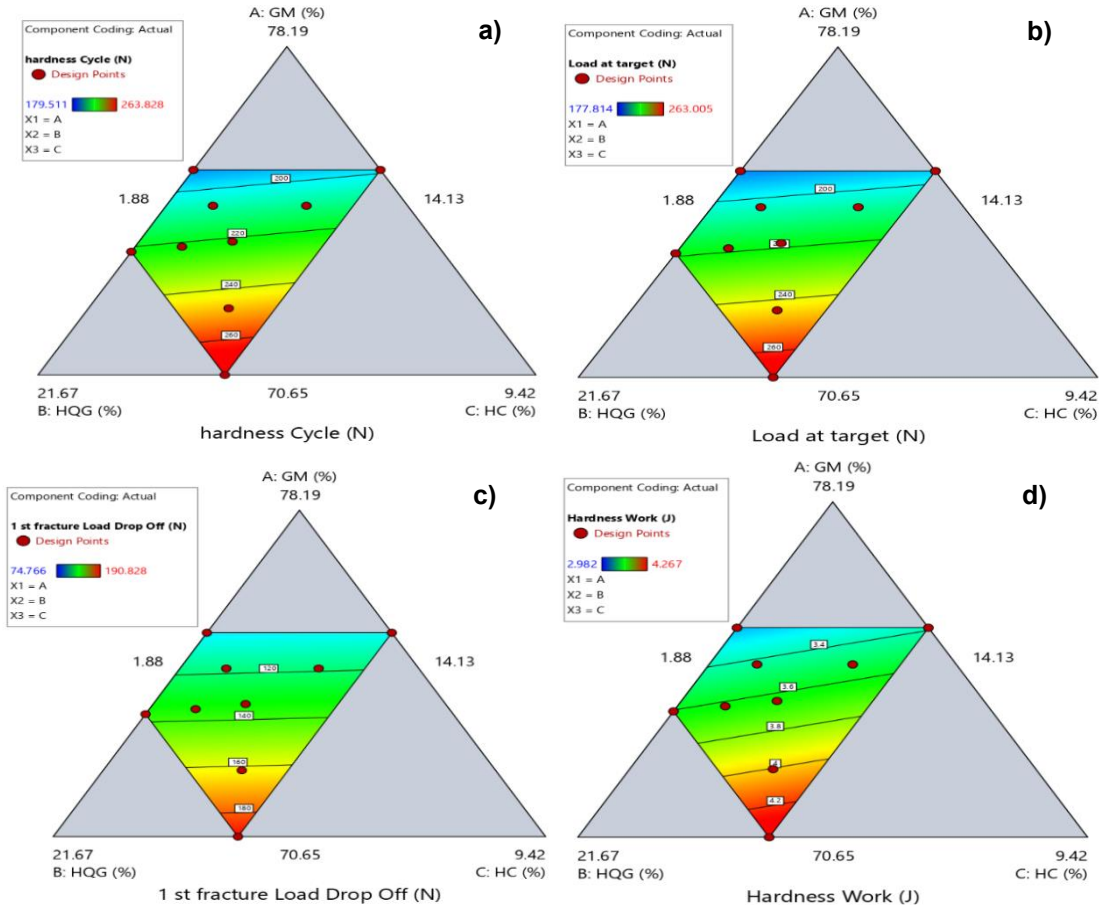 A: GM (%)
78.19
a)
Component Coding: Actual
hardness Cycle (N)
Design Points
179.511 263.828
X1 = A
X2 = B
X3 = C
200
1.88
14.13
220
240
260
21.67 70.65 9.42
B: HQG (%) C: HC (%)
hardness Cycle (N)
A: GM (%)
78.19
b)
Component Coding: Actual
Load at target (N)
Design Points
177.814 263.005
X1 = A
X2 = B
X3 = C
200
1.88
14.13
240
260
21.67 70.65 9.42
B: HQG (%) C: HC (%)
Load at target (N)
A: GM (%)
78.19
c)
Component Coding: Actual
1 st fracture Load Drop Off (N)
Design Points
74.766 190.828
X1 = A
X2 = B
X3 = C
1.88
120
14.13
140
160
180
21.67 70.65 9.42
B: HQG (%) C: HC (%)
1 st fracture Load Drop Off (N)
A: GM (%)
78.19
d)
Component Coding: Actual
Hardness Work (J)
Design Points
2.982 4.267
X1 = A
X2 = B
X3 = C
3.4
1.88
14.13
3.6
3.8
4.2
21.67 70.65 9.42
B: HQG (%) C: HC (%)
Hardness Work (J)